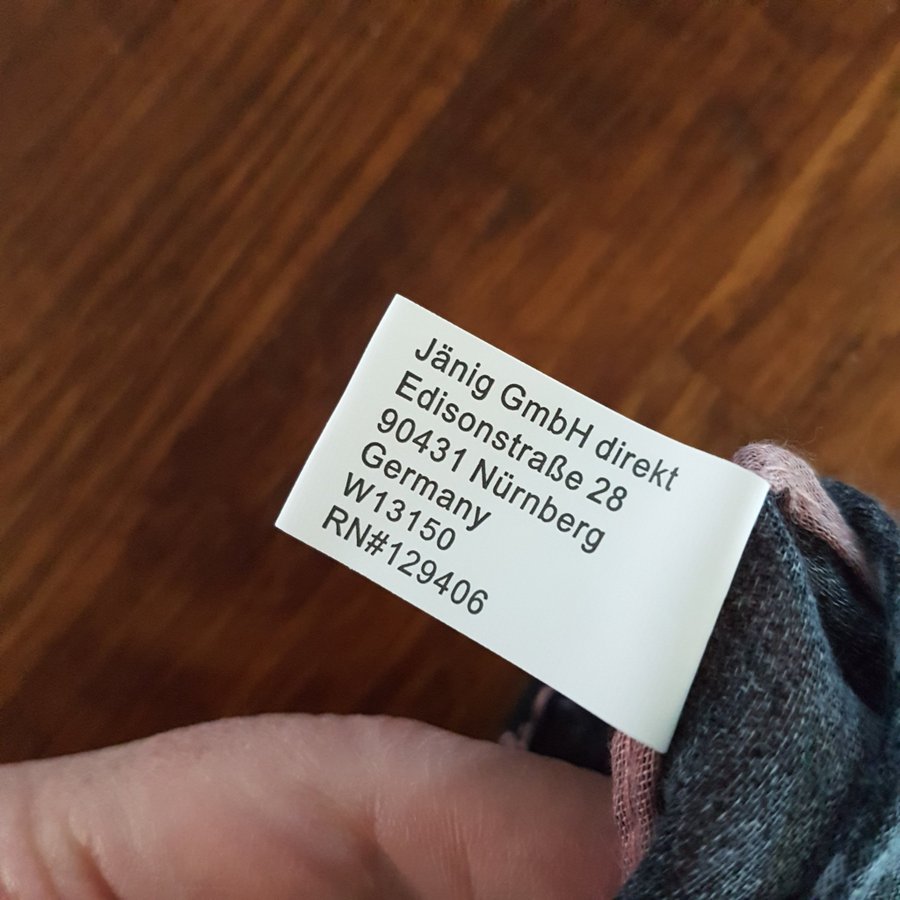 Jänig GmbH direkt
Edisonstraße 28
90431 Nürnberg
Germany
W13150
RN#129406